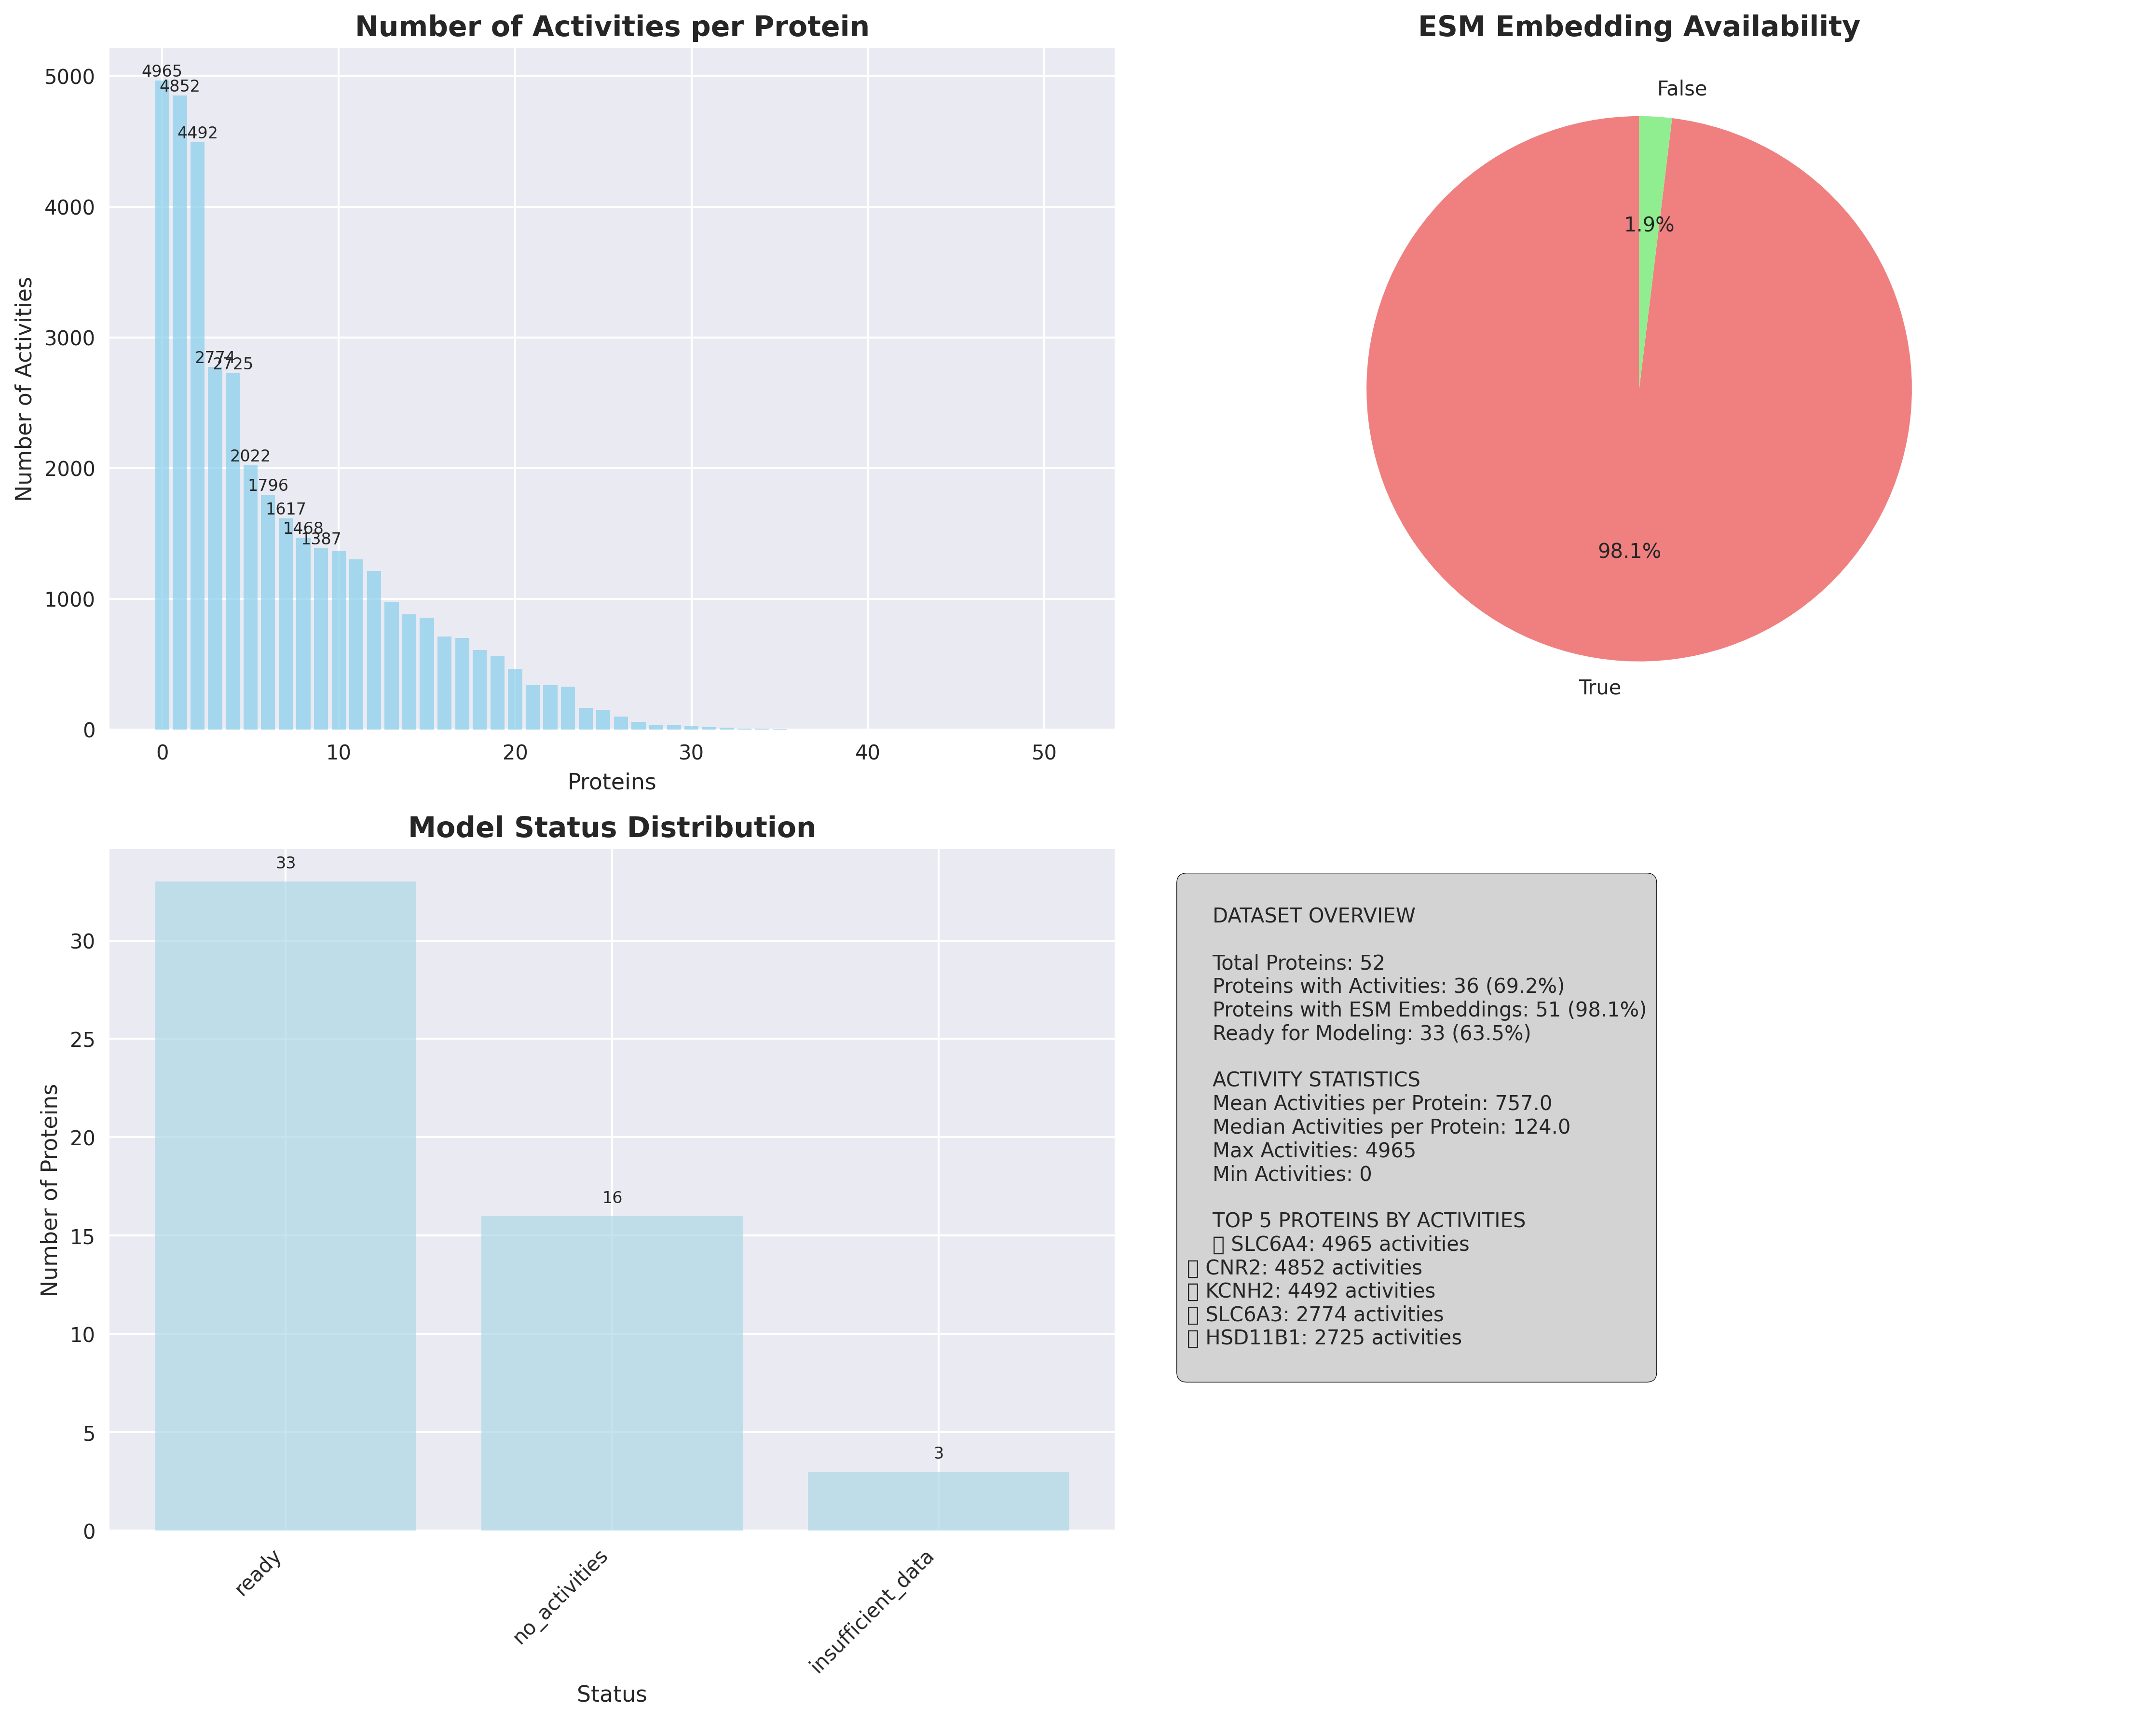 Number of Activities per Protein
Number of Activities
5000
4000
3000
2000
1000
0
4965
4852
4492
2774
2725
2022
1796
1617
1468
1387
0 10 20 30 40 50
Proteins
ESM Embedding Availability
False
1.9%
98.1%
True
Model Status Distribution
Number of Proteins
30
25
20
15
10
5
0
33
16
3
ready
no_activities
insufficient_data
Status
DATASET OVERVIEW
Total Proteins: 52
Proteins with Activities: 36 (69.2%)
Proteins with ESM Embeddings: 51 (98.1%)
Ready for Modeling: 33 (63.5%)
ACTIVITY STATISTICS
Mean Activities per Protein: 757.0
Median Activities per Protein: 124.0
Max Activities: 4965
Min Activities: 0
TOP 5 PROTEINS BY ACTIVITIES
▯ SLC6A4: 4965 activities
▯ CNR2: 4852 activities
▯ KCNH2: 4492 activities
▯ SLC6A3: 2774 activities
▯ HSD11B1: 2725 activities